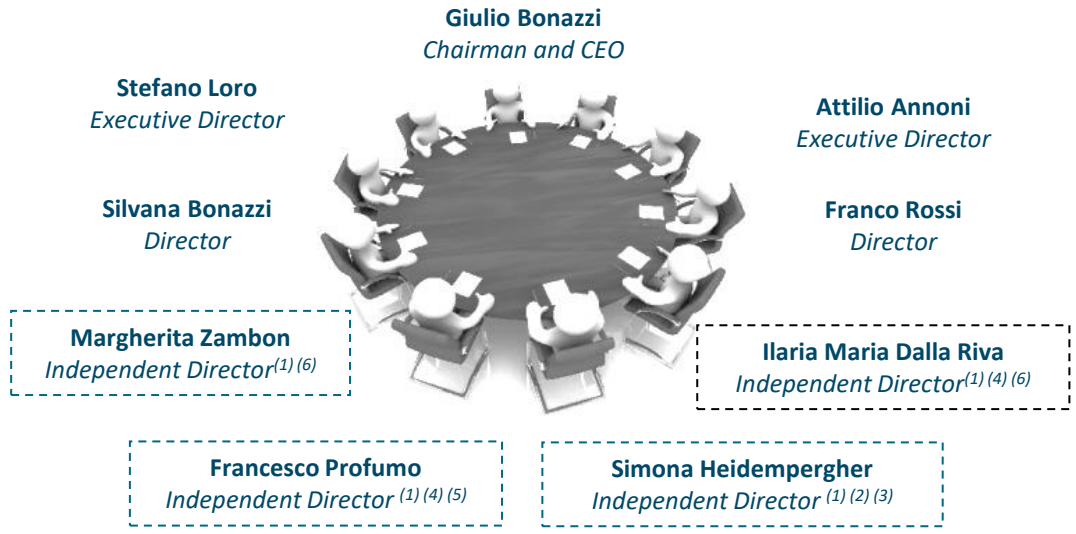 Giulio Bonazzi
Chairman and CEO
Stefano Loro
Executive Director
Attilio Annoni
Executive Director
Silvana Bonazzi
Director
Franco Rossi
Director
Margherita Zambon
Independent Director(1) (6)
Ilaria Maria Dalla Riva
Independent Director(1) (4) (6)
Francesco Profumo
Independent Director (1) (4) (5)
Simona Heidempergher
Independent Director (1) (2) (3)